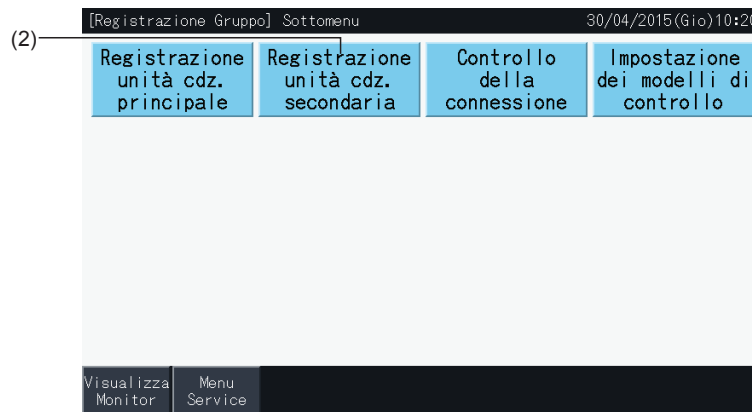 [Registrazione Gruppo] Sottomenu 30/04/2015(Gio)10:20
(2)
Registrazione
unità cdz.
principale
Registrazione
unità cdz.
secondaria
Controllo
della
connessione
Impostazione
dei modelli di
controllo
Visualizza
Monitor
Menu
Service